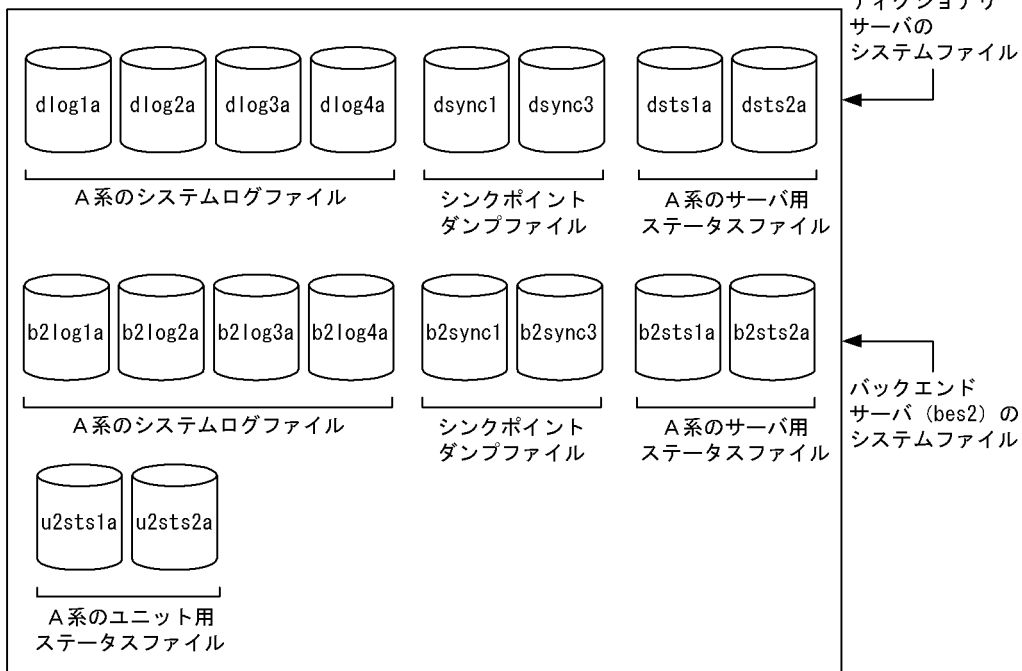 ディクショナリ
サーバの
システムファイル
dlog1a dlog2a dlog3a dlog4a dsync1 dsync3 dsts1a dsts2a
A系のシステムログファイル
シンクポイント
ダンプファイル
A系のサーバ用
ステータスファイル
b2log1a b2log2a b2log3a b2log4a b2sync1 b2sync3 b2sts1a b2sts2a
A系のシステムログファイル
シンクポイント
ダンプファイル
A系のサーバ用
ステータスファイル
バックエンド
サーバ(bes2)の
システムファイル
u2sts1a u2sts2a
A系のユニット用
ステータスファイル